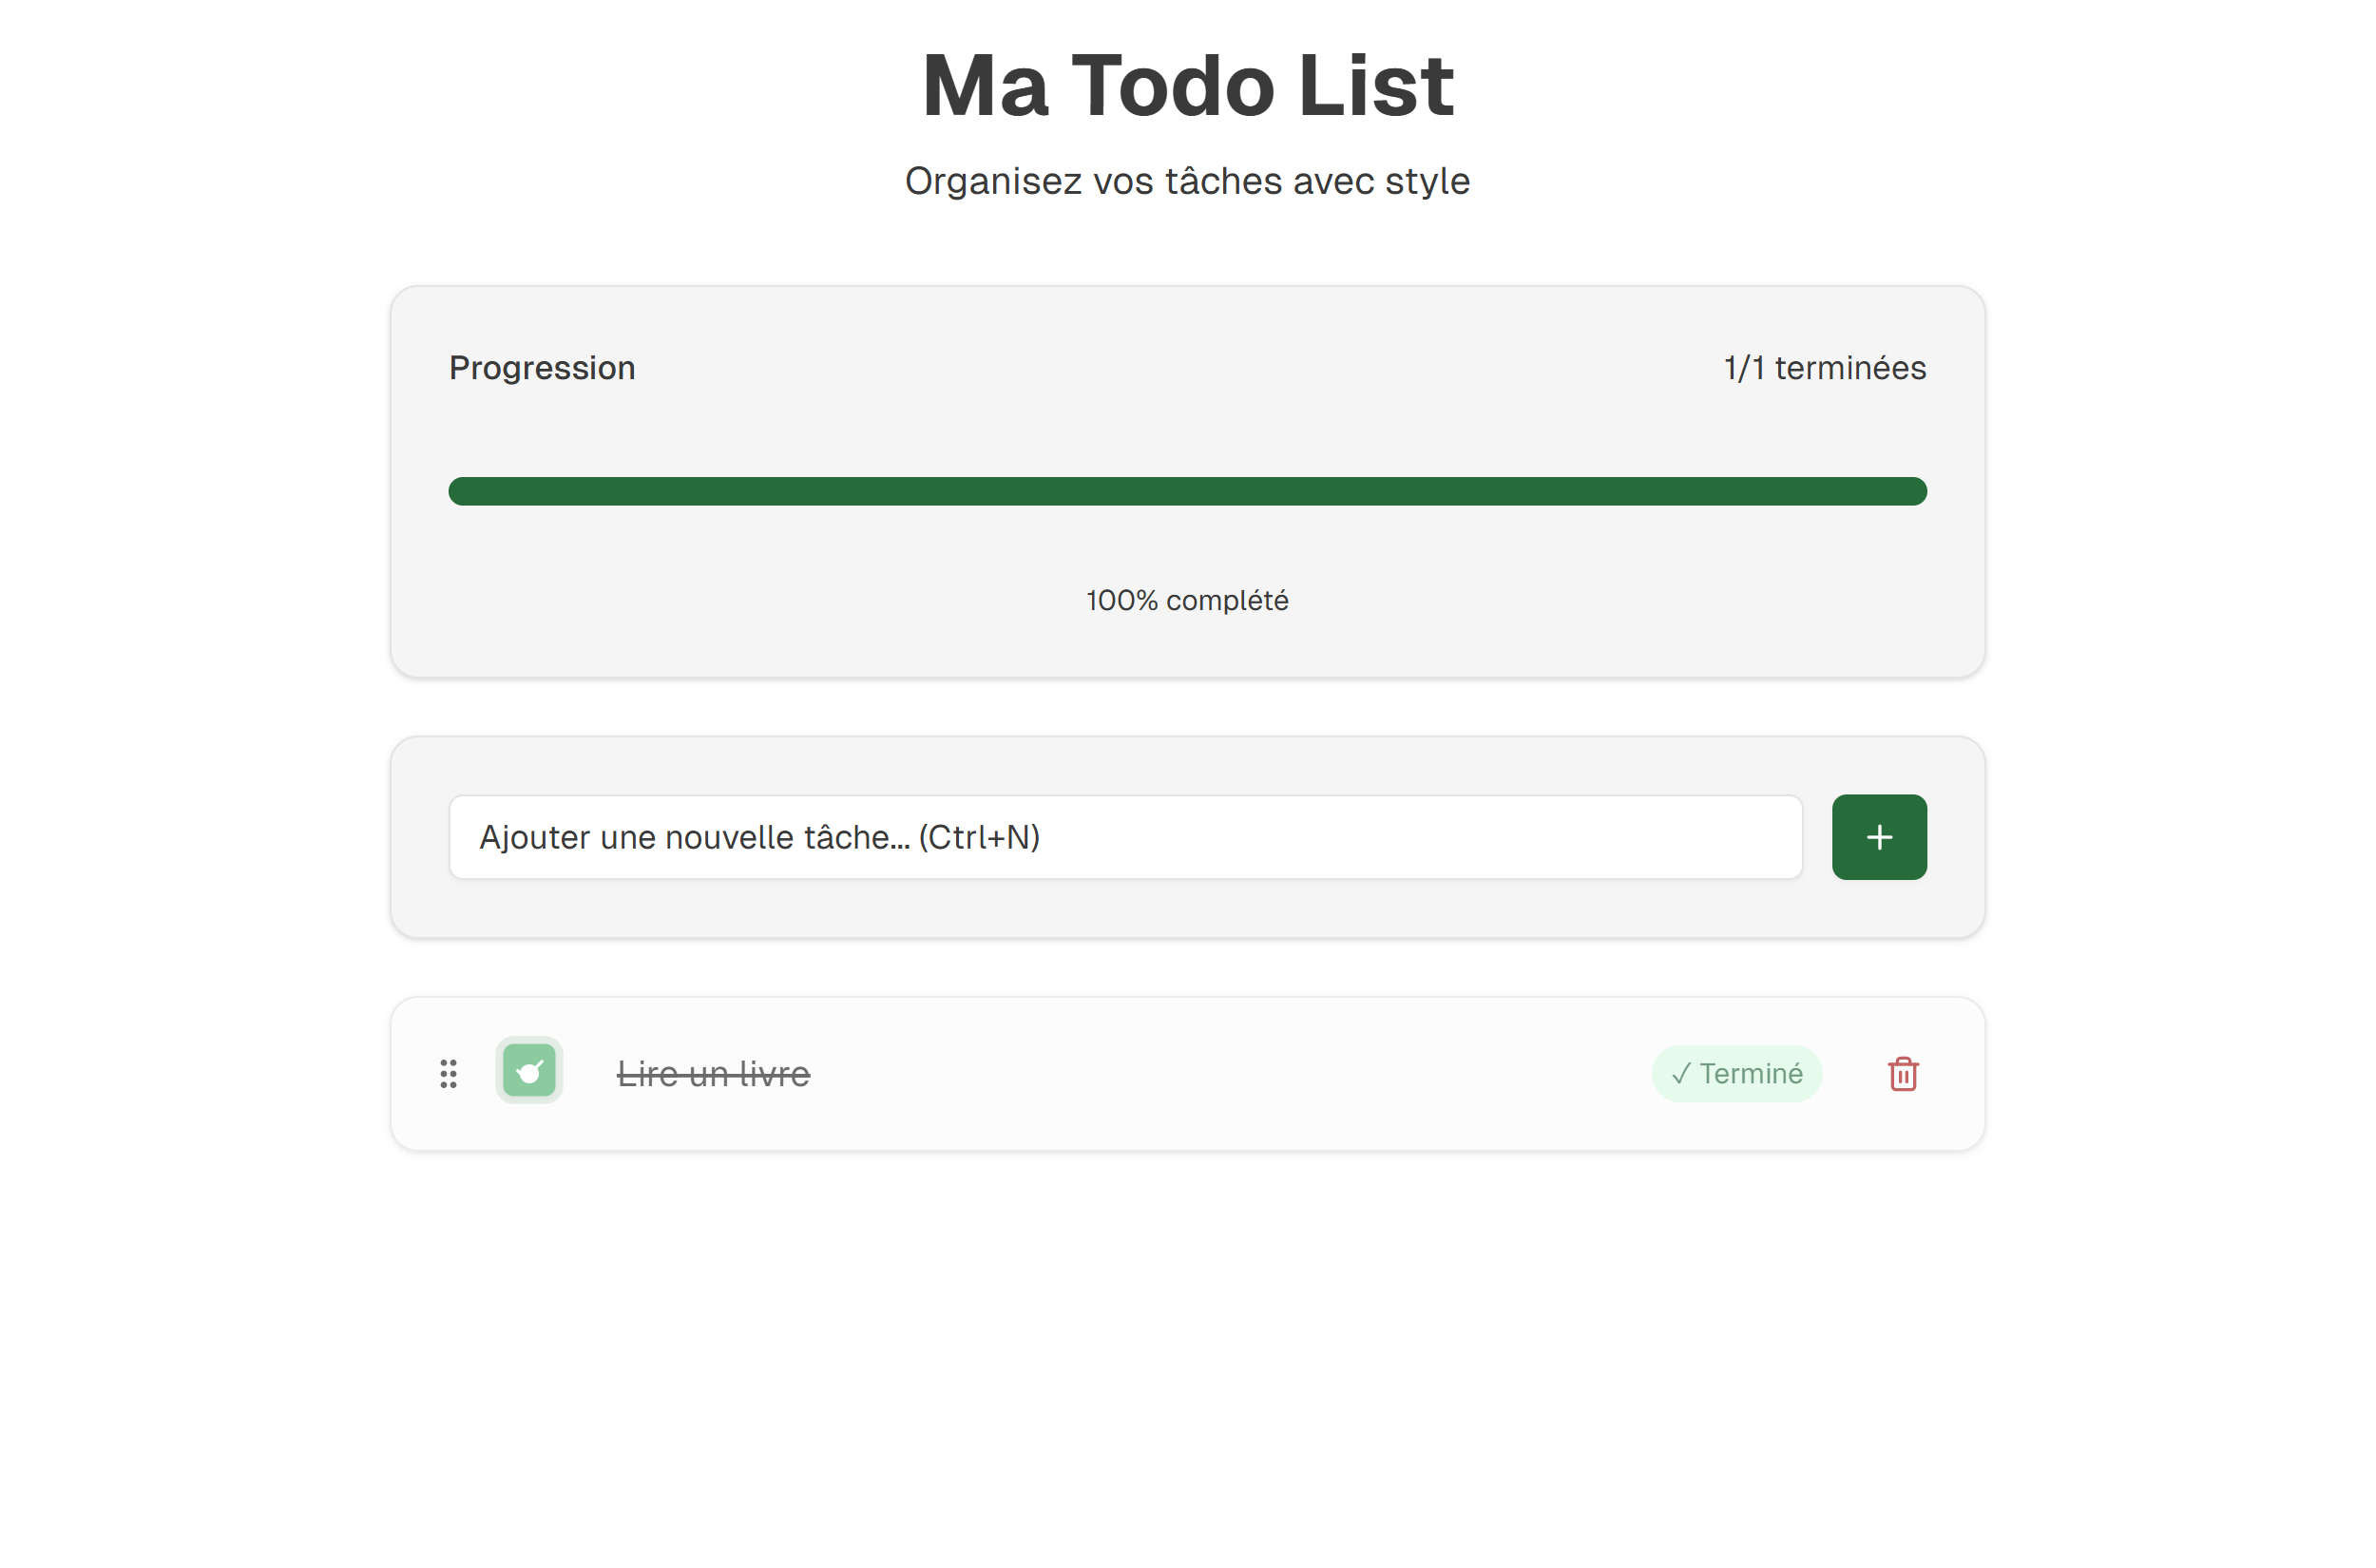 Ma Todo List
Organisez vos tâches avec style
Progression
1/1 terminées
100% complété
Ajouter une nouvelle tâche... (Ctrl+N)
Lire un livre
✓ Terminé